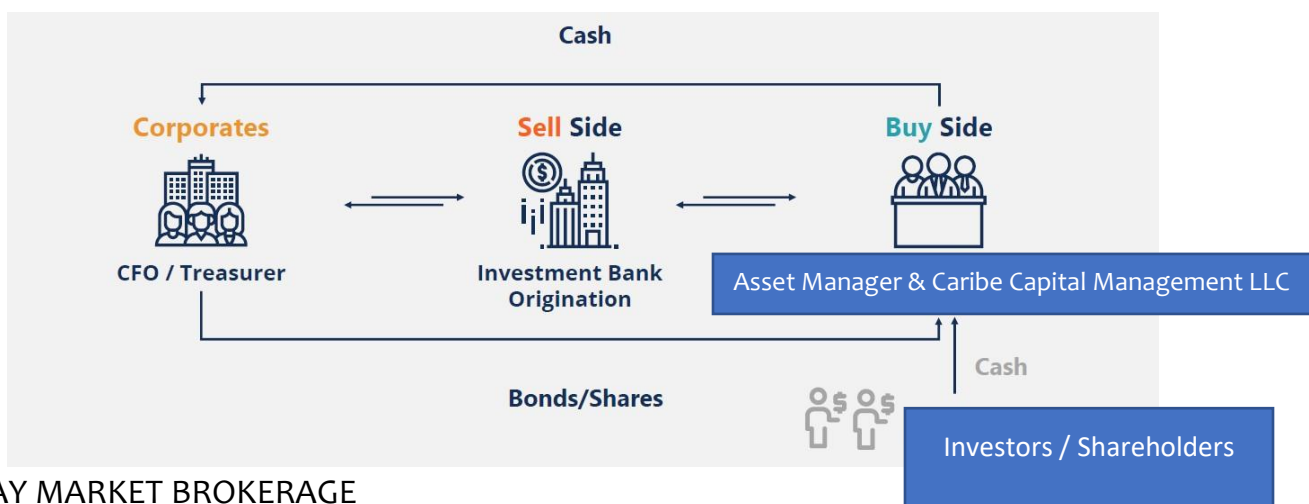 Cash
Corporates
Sell Side
Buy Side
CFO / Treasurer
Investment Bank
Origination
Asset Manager & Caribe Capital Management LLC
Cash
Bonds/Shares
Investors / Shareholders
AY MARKET BROKERAGE